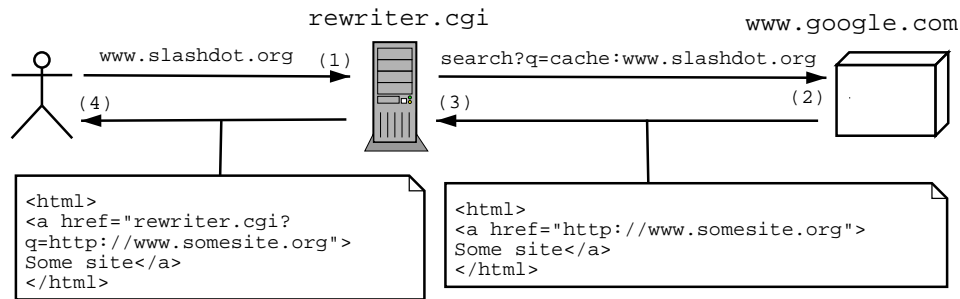 rewriter.cgi
www.google.com
www.slashdot.org (1)
search?q=cache:www.slashdot.org
(4)
(3)
(2)
<html>
<a href="rewriter.cgi?
q=http://www.somesite.org">
Some site</a>
</html>
<html>
<a href="http://www.somesite.org">
Some site</a>
</html>